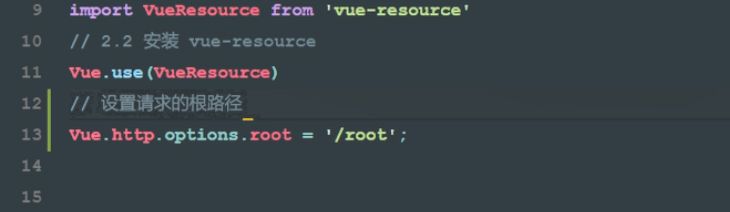 9 import VueResource from 'vue-resource'
10 // 2.2 安装 vue-resource
11 Vue.use(VueResource)
12 // 设置请求的根路径
13 Vue.http.options.root = '/root';
14
15